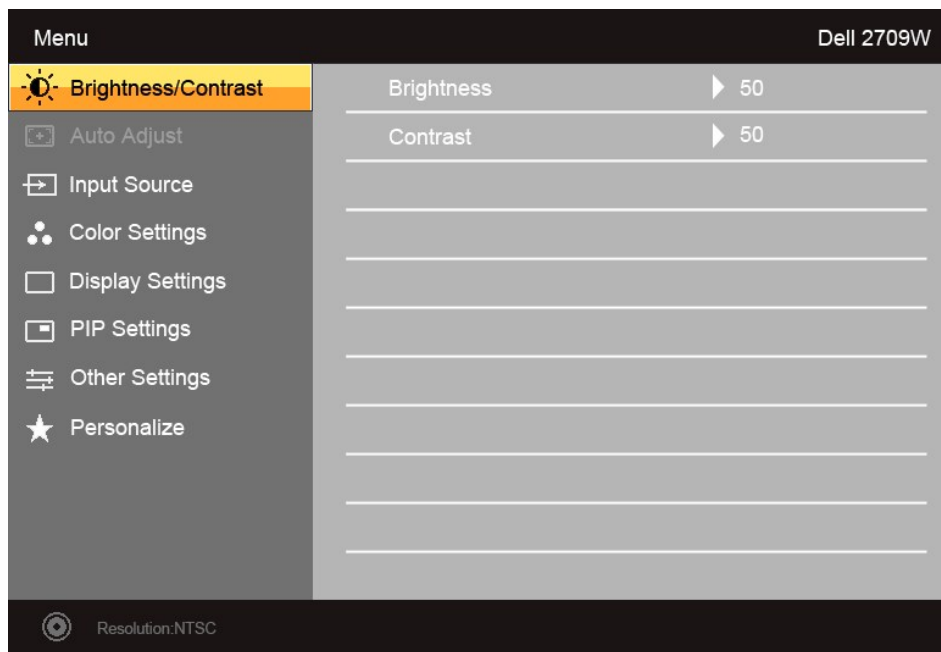 Menu Dell 2709W
Brightness/Contrast Brightness 50
Auto Adjust Contrast 50
Input Source
Color Settings
Display Settings
PIP Settings
Other Settings
Personalize
Resolution:NTSC